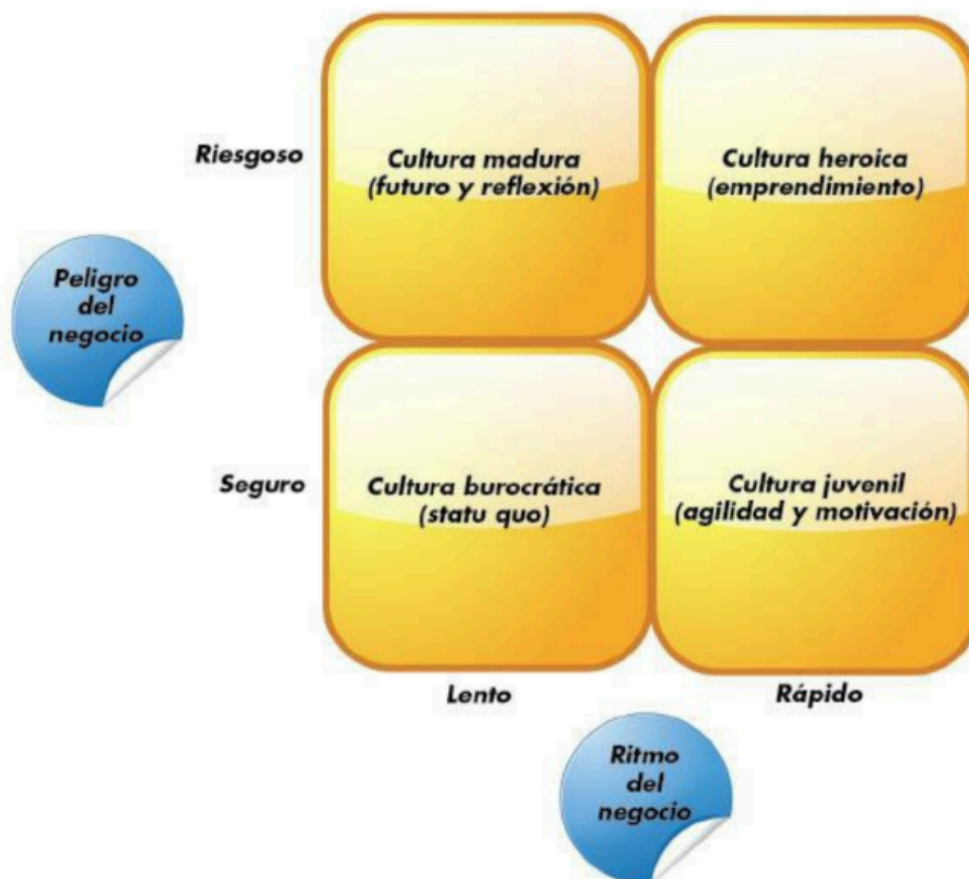 Riesgoso
Cultura madura
(futuro y reflexión)
Cultura heroica
(emprendimiento)
Peligro
del
negocio
Seguro
Cultura burocrática
(statu quo)
Cultura juvenil
(agilidad y motivación)
Lento
Rápido
Ritmo
del
negocio